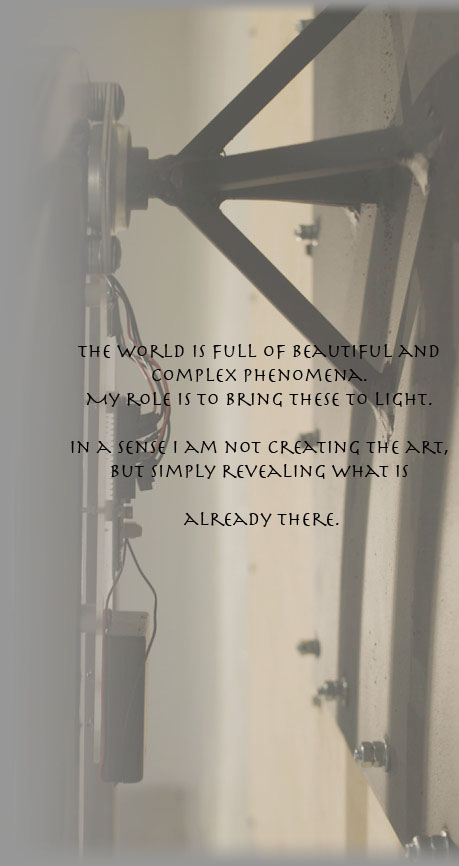 The world is full of beautiful and
complex phenomena.
My role is to bring these to light.
In a sense I am not creating the art,
but simply revealing what is
already there.